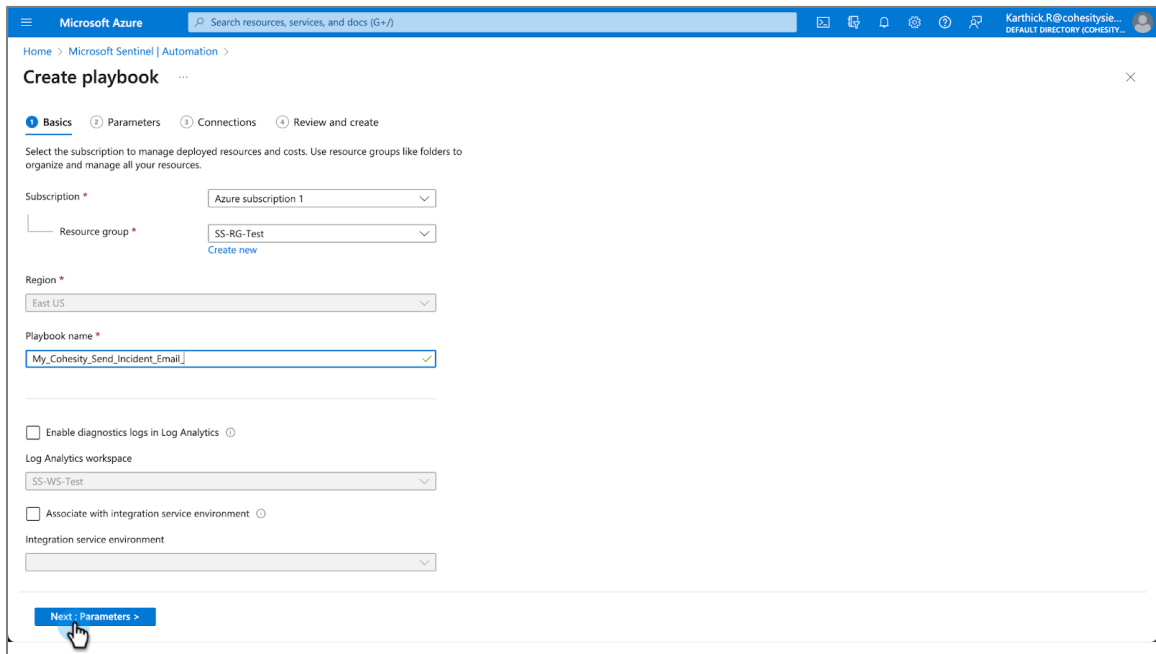 Microsoft Azure
Search resources, services, and docs (G+/)
Karthick.R@cohesitysie...
DEFAULT DIRECTORY (COHESITY...
Home > Microsoft Sentinel | Automation >
Create playbook ...
1 Basics 2 Parameters 3 Connections 4 Review and create
Select the subscription to manage deployed resources and costs. Use resource groups like folders to
organize and manage all your resources.
Subscription *
Azure subscription 1
Resource group *
SS-RG-Test
Create new
Region *
East US
Playbook name *
My_Cohesity_Send_Incident_Email_
Enable diagnostics logs in Log Analytics
Log Analytics workspace
SS-WS-Test
Associate with integration service environment
Integration service environment
Next : Parameters >